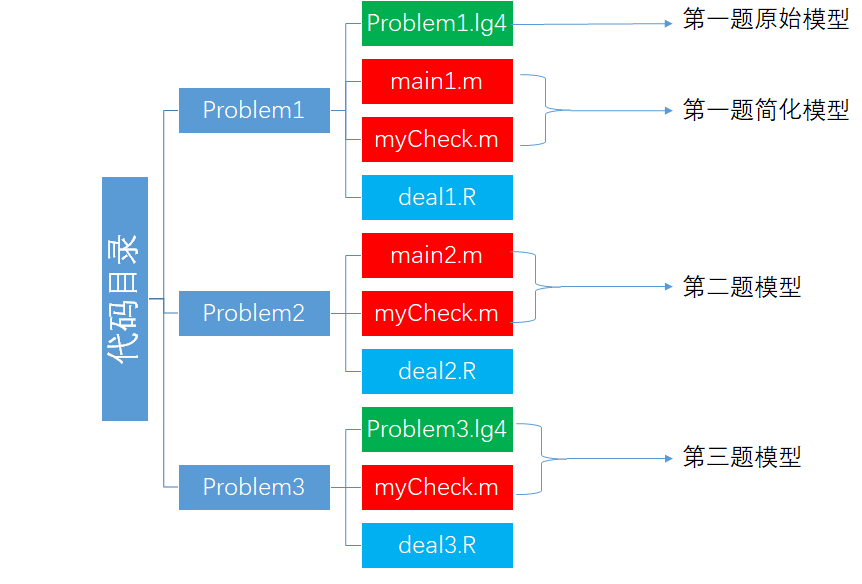 代码目录
Problem1
Problem1.lg4
第一题原始模型
main1.m
myCheck.m
第一题简化模型
deal1.R
Problem2
main2.m
myCheck.m
第二题模型
deal2.R
Problem3
Problem3.lg4
myCheck.m
第三题模型
deal3.R